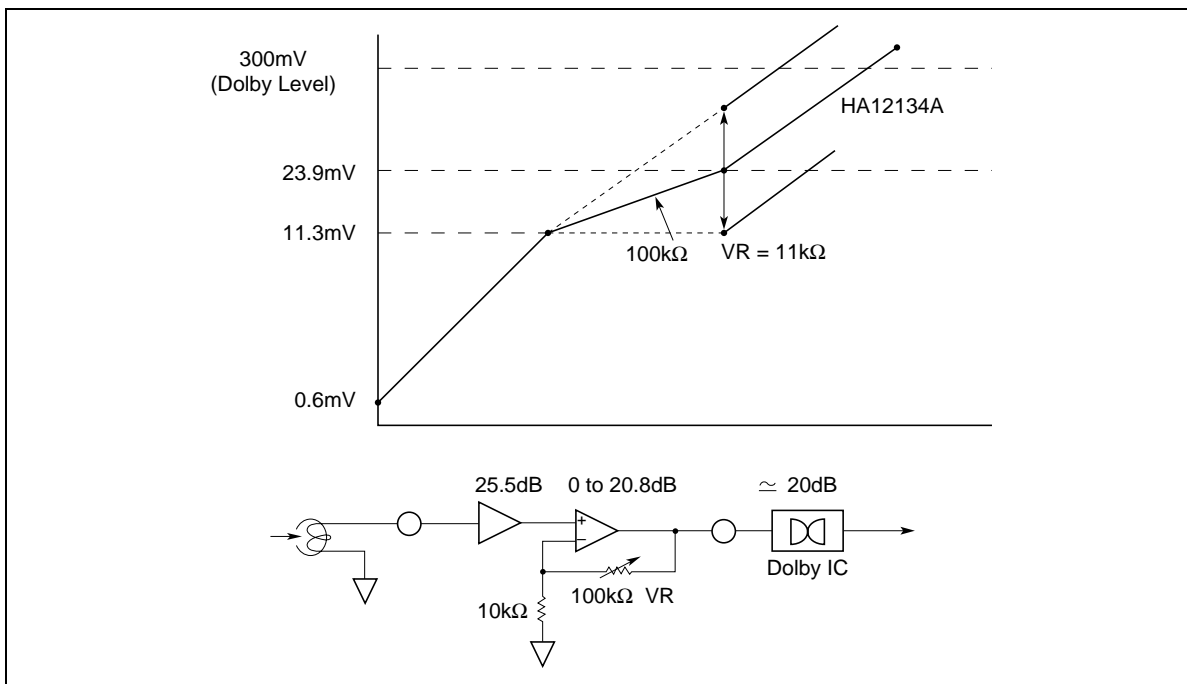 300mV
(Dolby Level)
HA12134A
23.9mV
11.3mV
100kΩ
VR = 11kΩ
0.6mV
25.5dB
0 to 20.8dB
≃ 20dB
+
−
Dolby IC
100kΩ VR
10kΩ